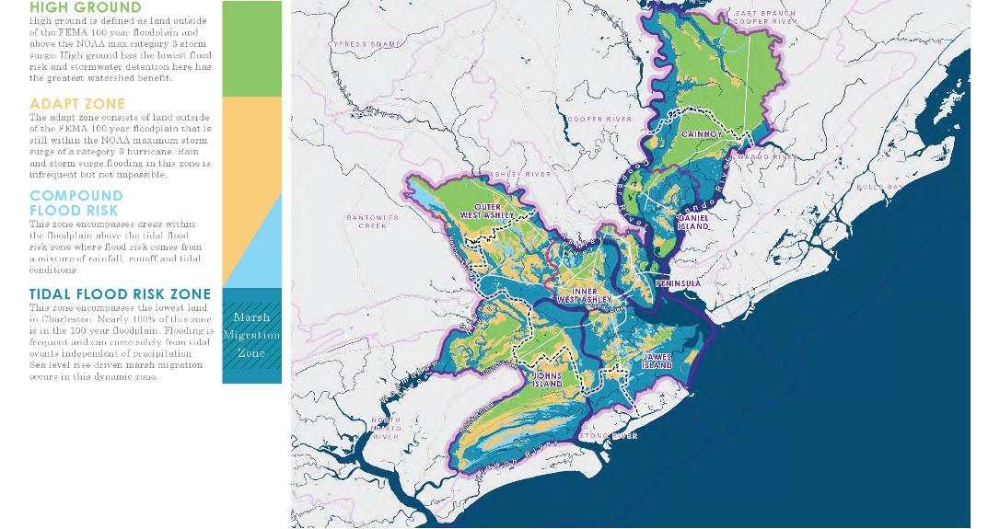 HIGH GROUND
High ground is defined as land outside
of the FEMA 100 year floodplain and
above the NOAA max category 3 storm
surge. High ground has the lowest flood
risk and stormwater detention here has
the greatest watershed benefit.
ADAPT ZONE
The adapt zone consists of land outside
of the FEMA 100 year floodplain that is
still within the NOAA maximum storm
surge of a category 3 hurricane. Rain
and storm surge flooding in this zone is
infrequent but not impossible.
COMPOUND
FLOOD RISK
This zone encompasses areas within
the floodplain above the tidal flood
risk zone where flood risk comes from
a mixture of rainfall, runoff and tidal
conditions.
TIDAL FLOOD RISK ZONE
This zone encompasses the lowest land
in Charleston. Nearly 100% of this zone
is in the 100 year floodplain. Flooding is
frequent and can come solely from tidal
events independent of precipitation.
Sea level rise driven marsh migration
occurs in this dynamic zone.
Marsh
Migration
Zone
EAST BRANCH
COOPER RIVER
CYPRESS SWAMP
COOPER RIVER
CAINHOY
WANDO RIVER
ASHLEY RIVER
BULLS BAY
RANTOWLES
CREEK
OUTER
WEST ASHLEY
DANIEL
ISLAND
PENINSULA
INNER
WEST ASHLEY
JAMES
ISLAND
JOHNS
ISLAND
NORTH
EDISTO
RIVER
STONO RIVER